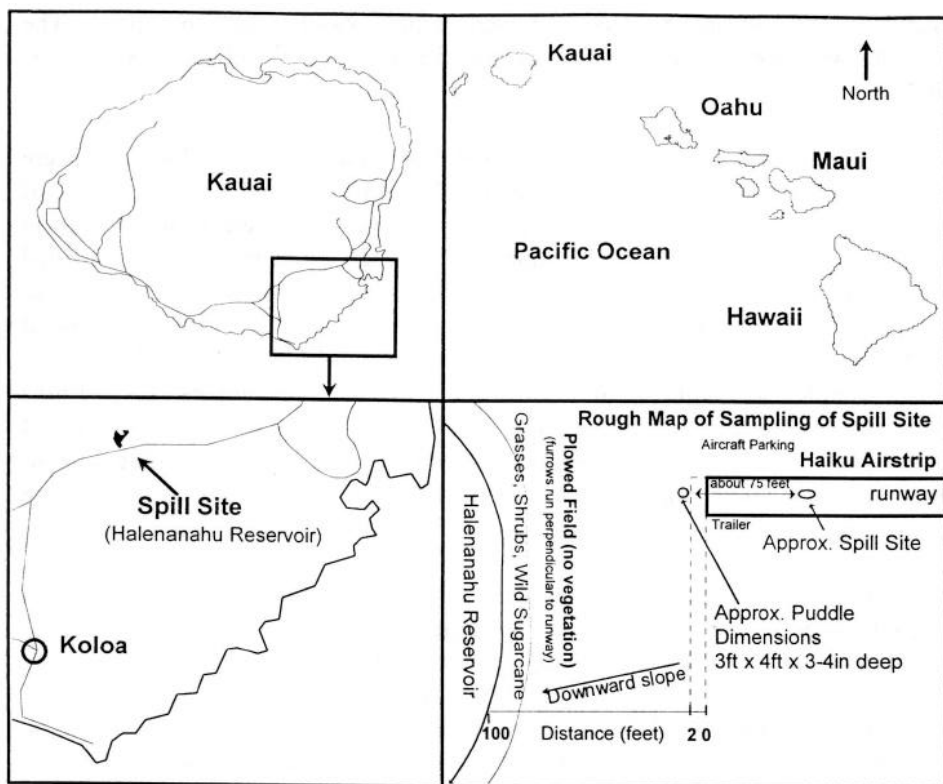 Kauai
Kauai
North
Oahu
Maui
Pacific Ocean
Hawaii
Spill Site
(Halenanahu Reservoir)
Koloa
Rough Map of Sampling of Spill Site
Aircraft Parking
Haiku Airstrip
about 75 feet
runway
Trailer
Approx. Spill Site
Approx. Puddle
Dimensions
3ft x 4ft x 3-4in deep
Halenanahu Reservoir
Grasses, Shrubs, Wild Sugarcane
Plowed Field (no vegetation)
(furrows run perpendicular to runway)
Downward slope
100
Distance (feet)
2 0